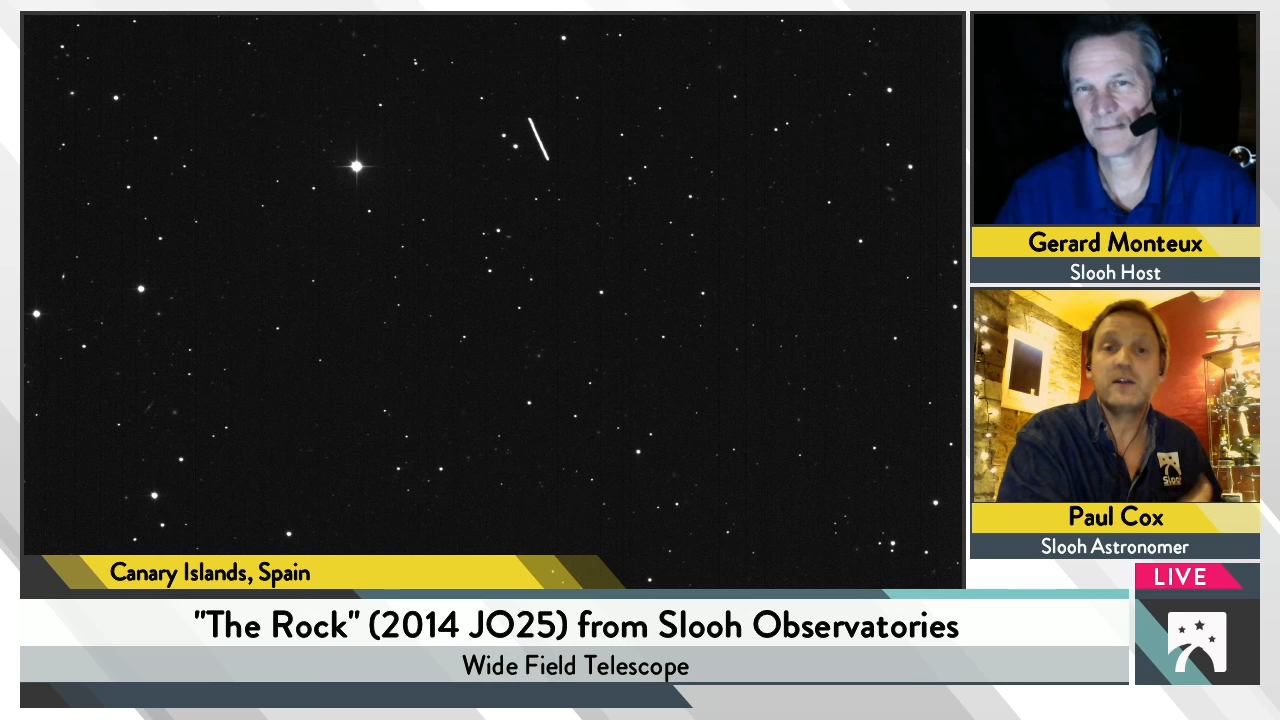 Gerard Monteux
Slooh Host
Paul Cox
Slooh Astronomer
Canary Islands, Spain
LIVE
"The Rock" (2014 JO25) from Slooh Observatories
Wide Field Telescope